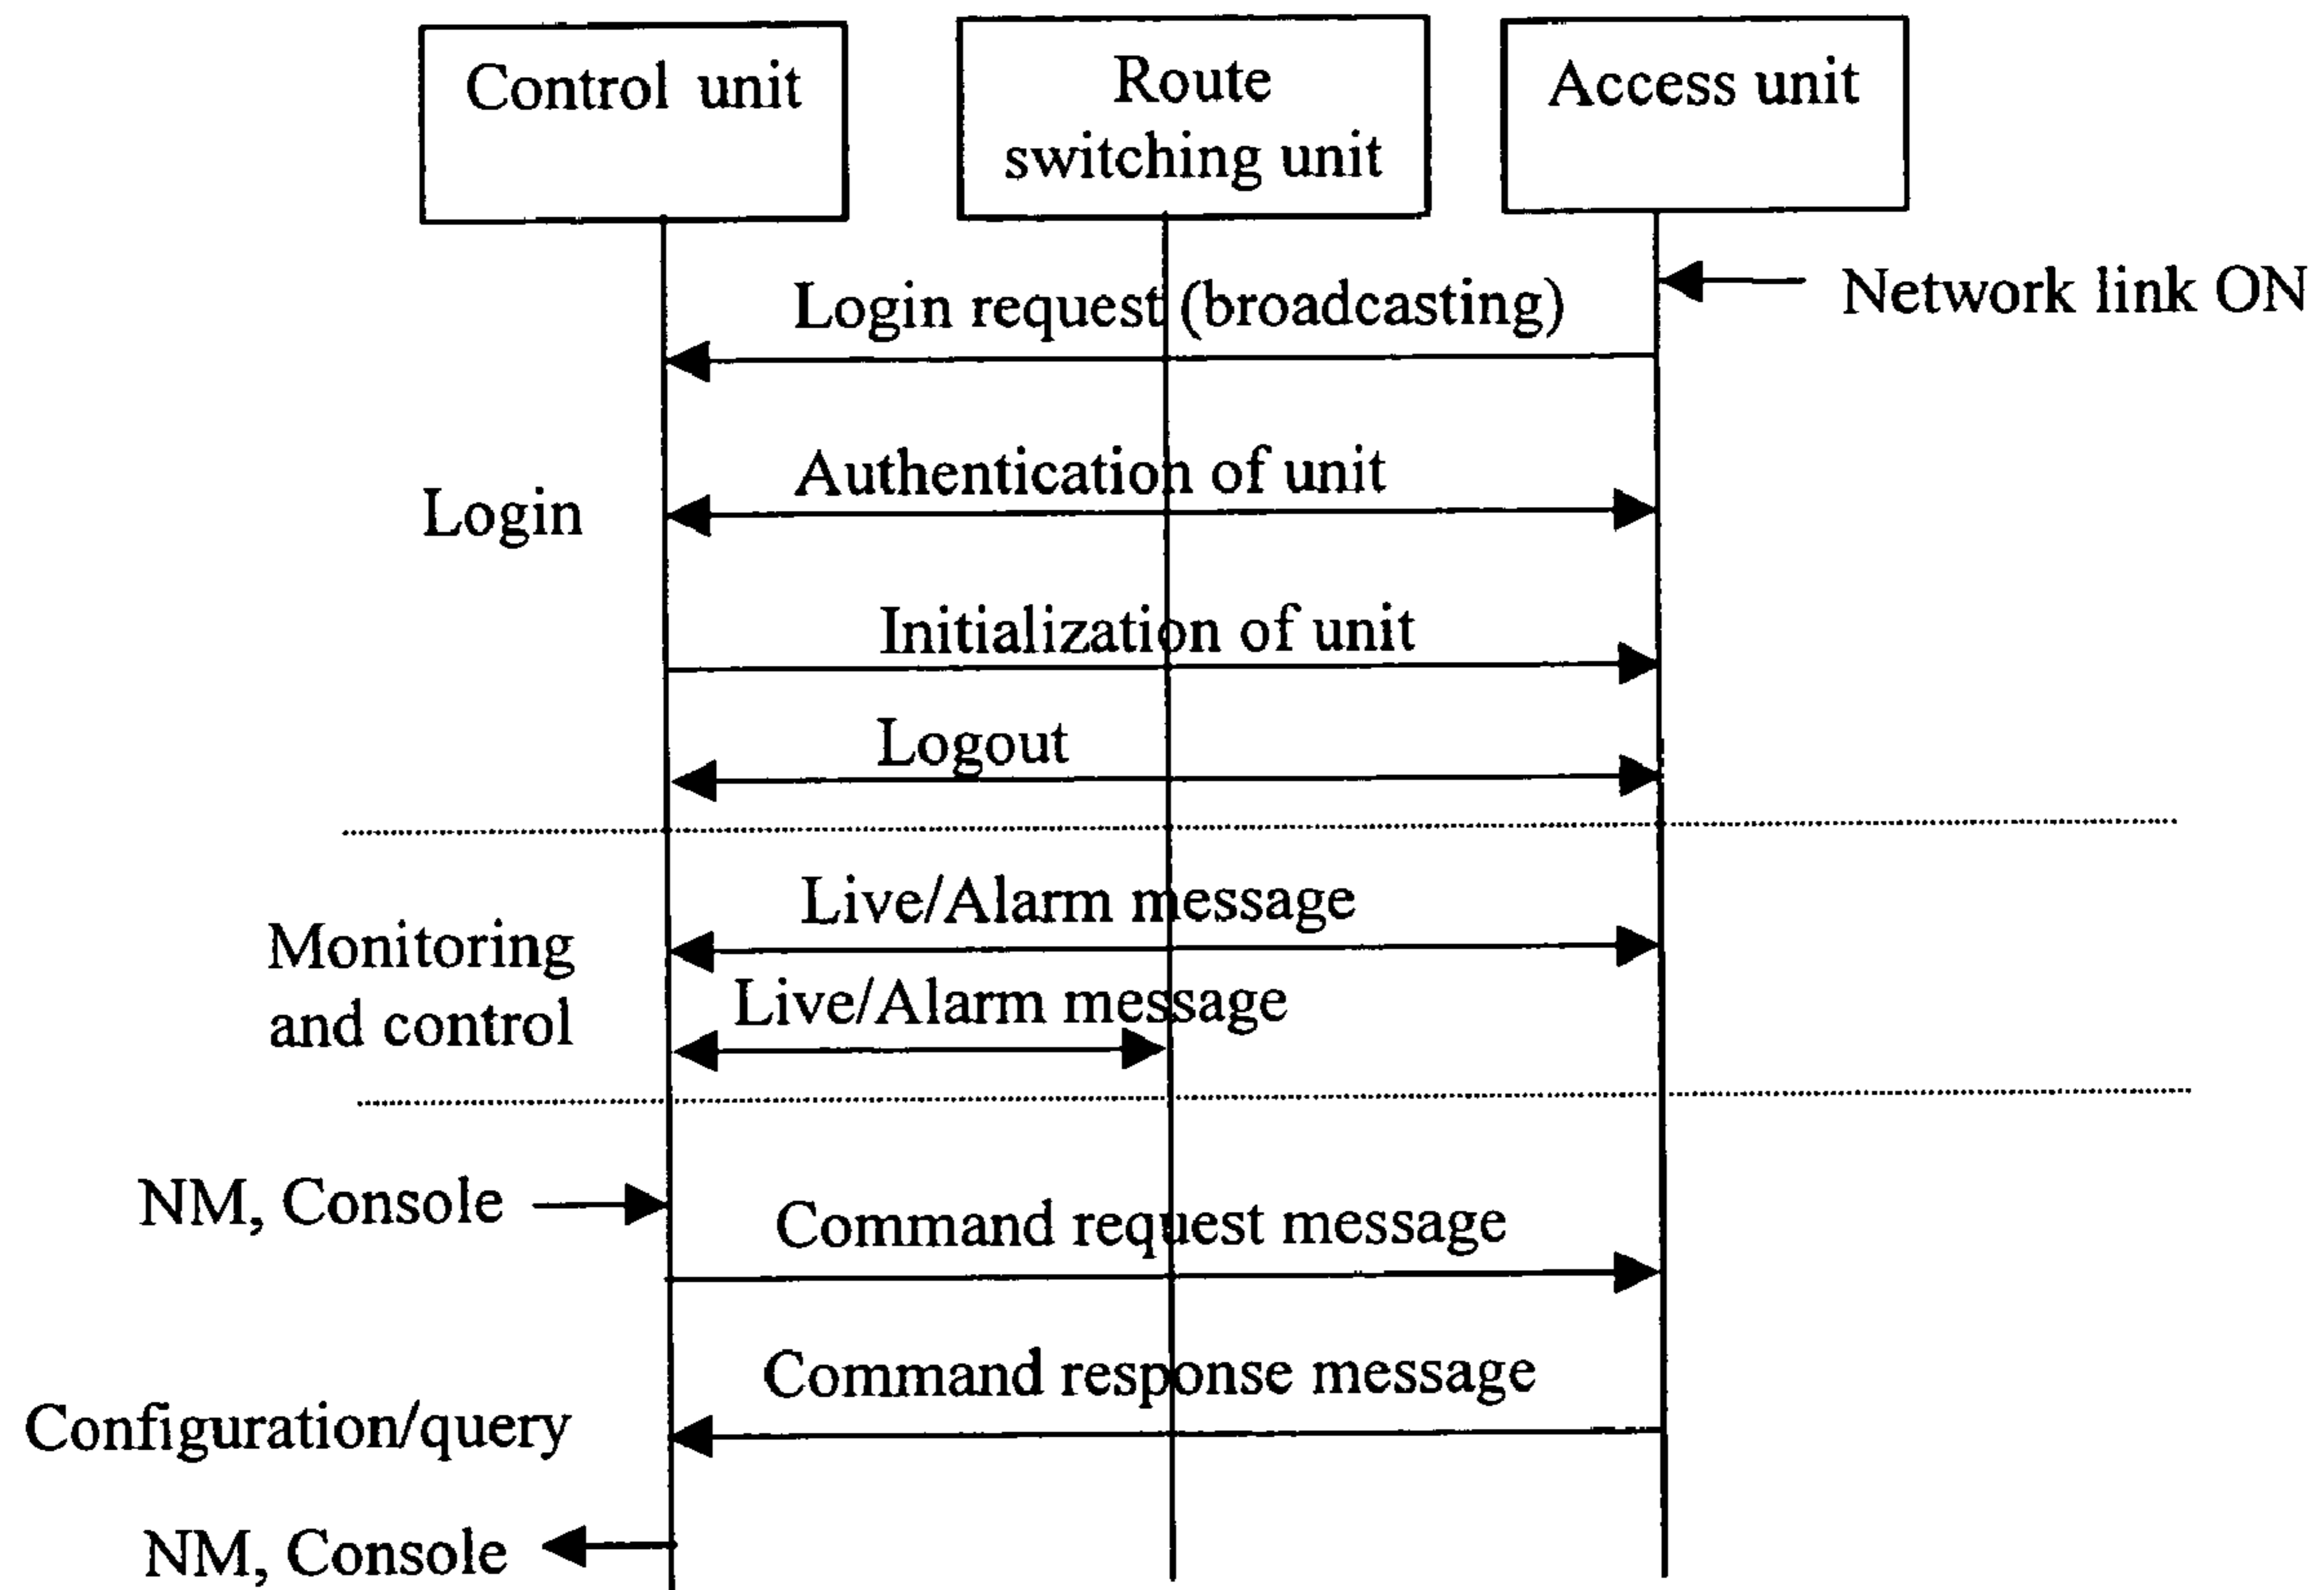 Control unit
Route
switching unit
Access unit
Network link ON
Login request (broadcasting)
Authentication of unit
Login
Initialization of unit
Logout
Live/Alarm message
Monitoring
and control
Live/Alarm message
NM, Console
Command request message
Command response message
Configuration/query
NM, Console